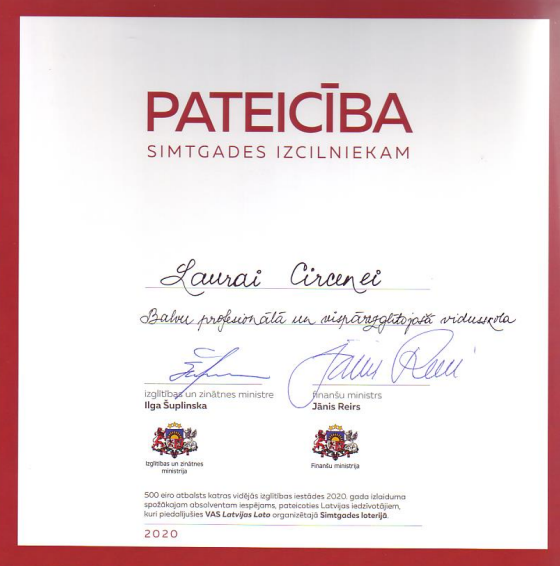 PATEICĪBA
SIMTGADES IZCILNIEKAM
Laurai Circenei
Balvu profesionālā un vispārizglītojošā vidusskola
izglītības un zinātnes ministre
Ilga Šuplinska
finanšu ministrs
Jānis Reirs
Izglītības un zinātnes
ministrija
Finanšu ministrija
500 eiro atbalsts katras vidējās izglītības iestādes 2020. gada izlaiduma
spožākajam absolventam iespējams, pateicoties Latvijas iedzīvotājiem,
kuri piedalījušies VAS Latvijas Loto organizētajā Simtgades loterijā.
2020